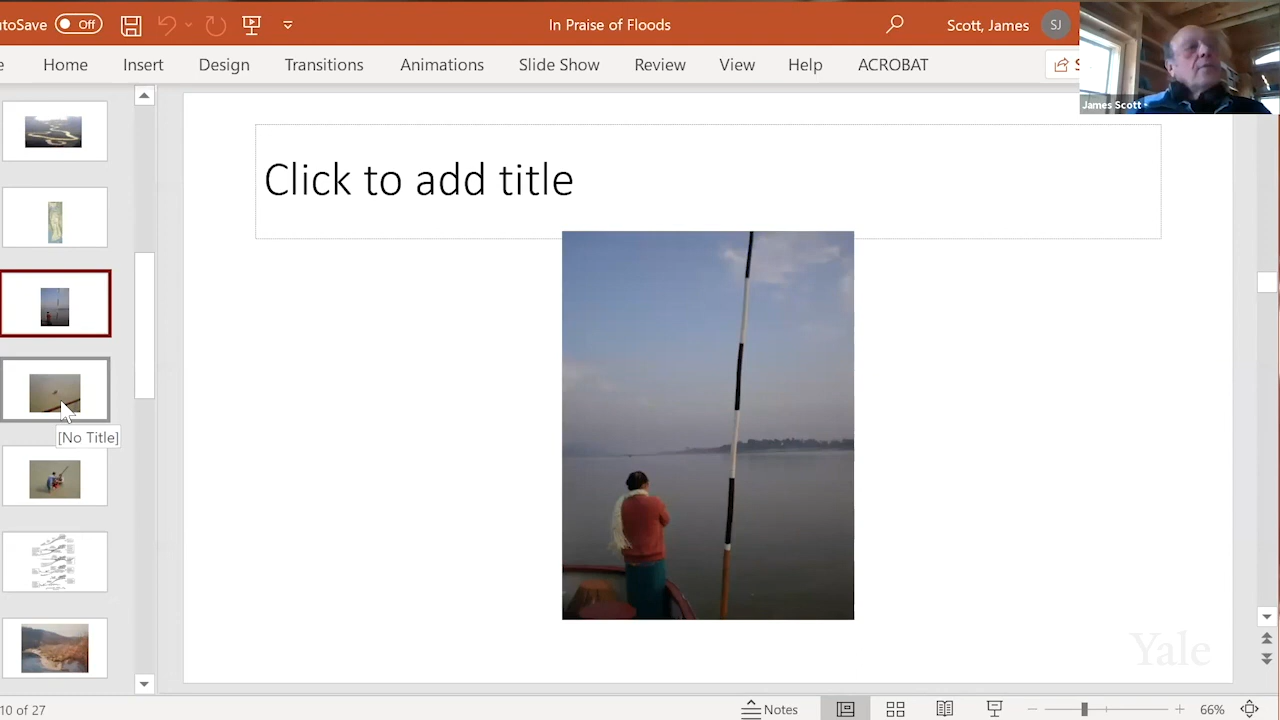 utoSave Off In Praise of Floods Scott, James SJ
e Home Insert Design Transitions Animations Slide Show Review View Help ACROBAT S
James Scott
Click to add title
[No Title]
Yale
10 of 27 Notes 66%